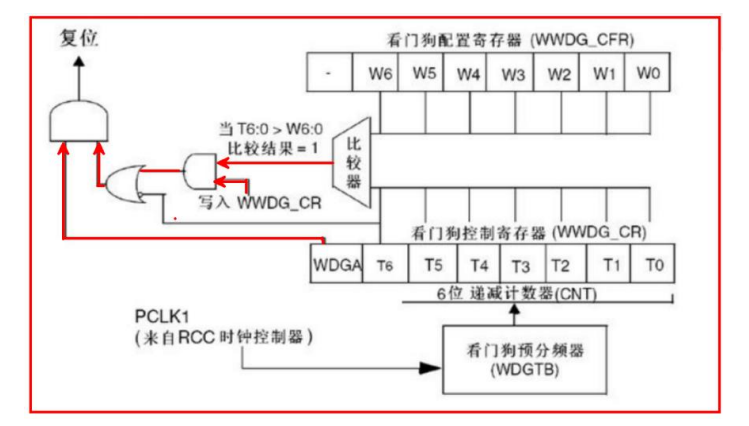 复位
看门狗配置寄存器 (WWDG_CFR)
- W6 W5 W4 W3 W2 W1 W0
当 T6:0 > W6:0
比较结果 = 1
比较器
写入 WWDG_CR
看门狗控制寄存器 (WWDG_CR)
WDGA T6 T5 T4 T3 T2 T1 T0
6位 递减计数器(CNT)
PCLK1
(来自RCC 时钟控制器)
看门狗预分频器
(WDGTB)